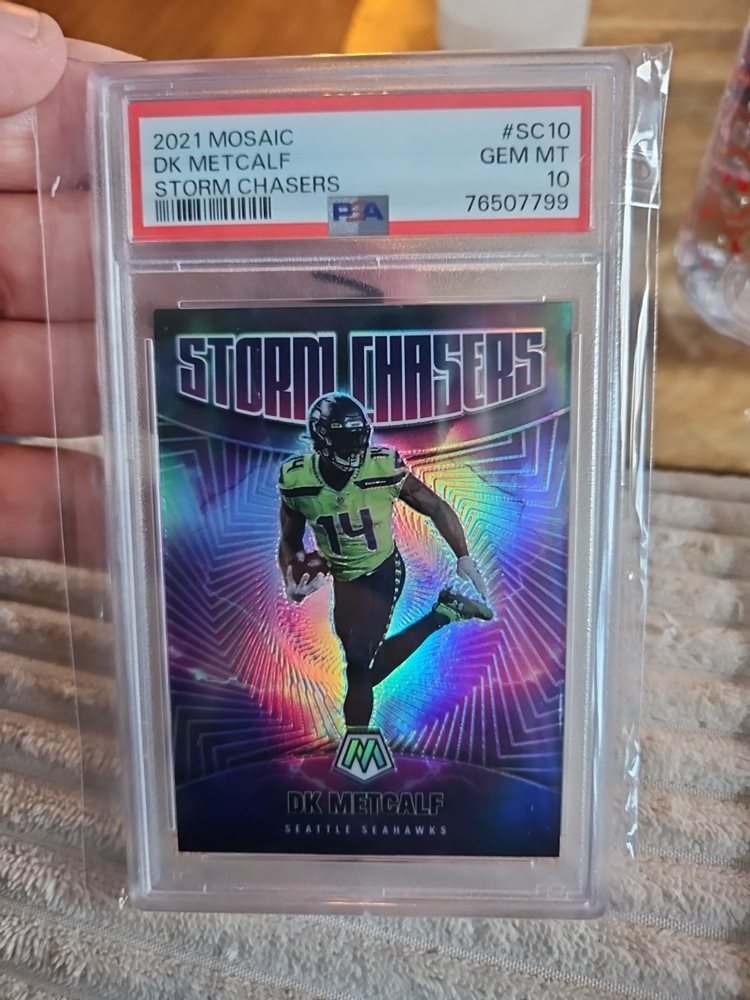 2021 MOSAIC #SC10
DK METCALF GEM MT
STORM CHASERS 10
PSA 76507799
STORM CHASERS
14
14
M
DK METCALF
SEATTLE SEAHAWKS